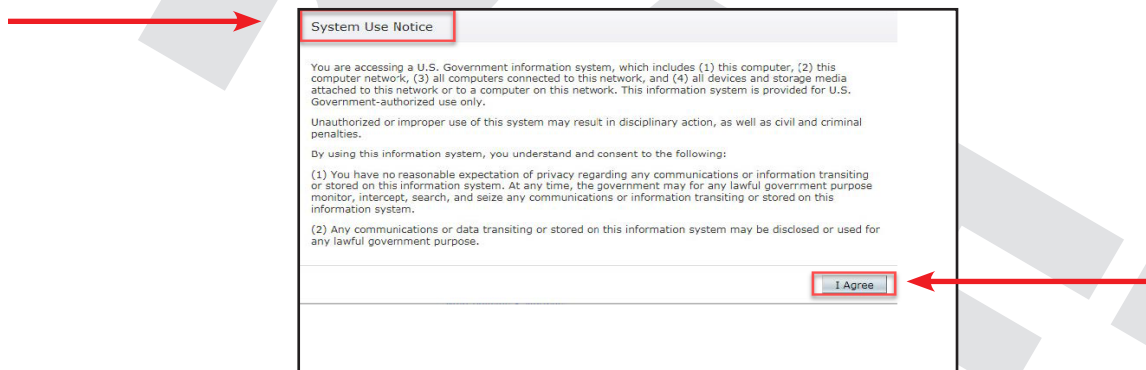 System Use Notice
You are accessing a U.S. Government information system, which includes (1) this computer, (2) this
computer network, (3) all computers connected to this network, and (4) all devices and storage media
attached to this network or to a computer on this network. This information system is provided for U.S.
Government-authorized use only.
Unauthorized or improper use of this system may result in disciplinary action, as well as civil and criminal
penalties.
By using this information system, you understand and consent to the following:
(1) You have no reasonable expectation of privacy regarding any communications or information transiting
or stored on this information system. At any time, the government may for any lawful government purpose
monitor, intercept, search, and seize any communications or information transiting or stored on this
information system.
(2) Any communications or data transiting or stored on this information system may be disclosed or used for
any lawful government purpose.
I Agree